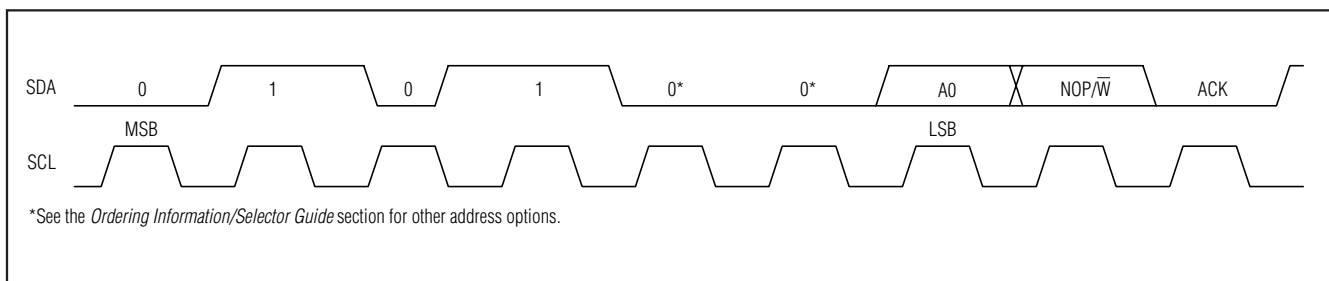 SDA 0 1 0 1 0* 0* A0 NOP/W̅ ACK
MSB LSB
SCL
*See the Ordering Information/Selector Guide section for other address options.